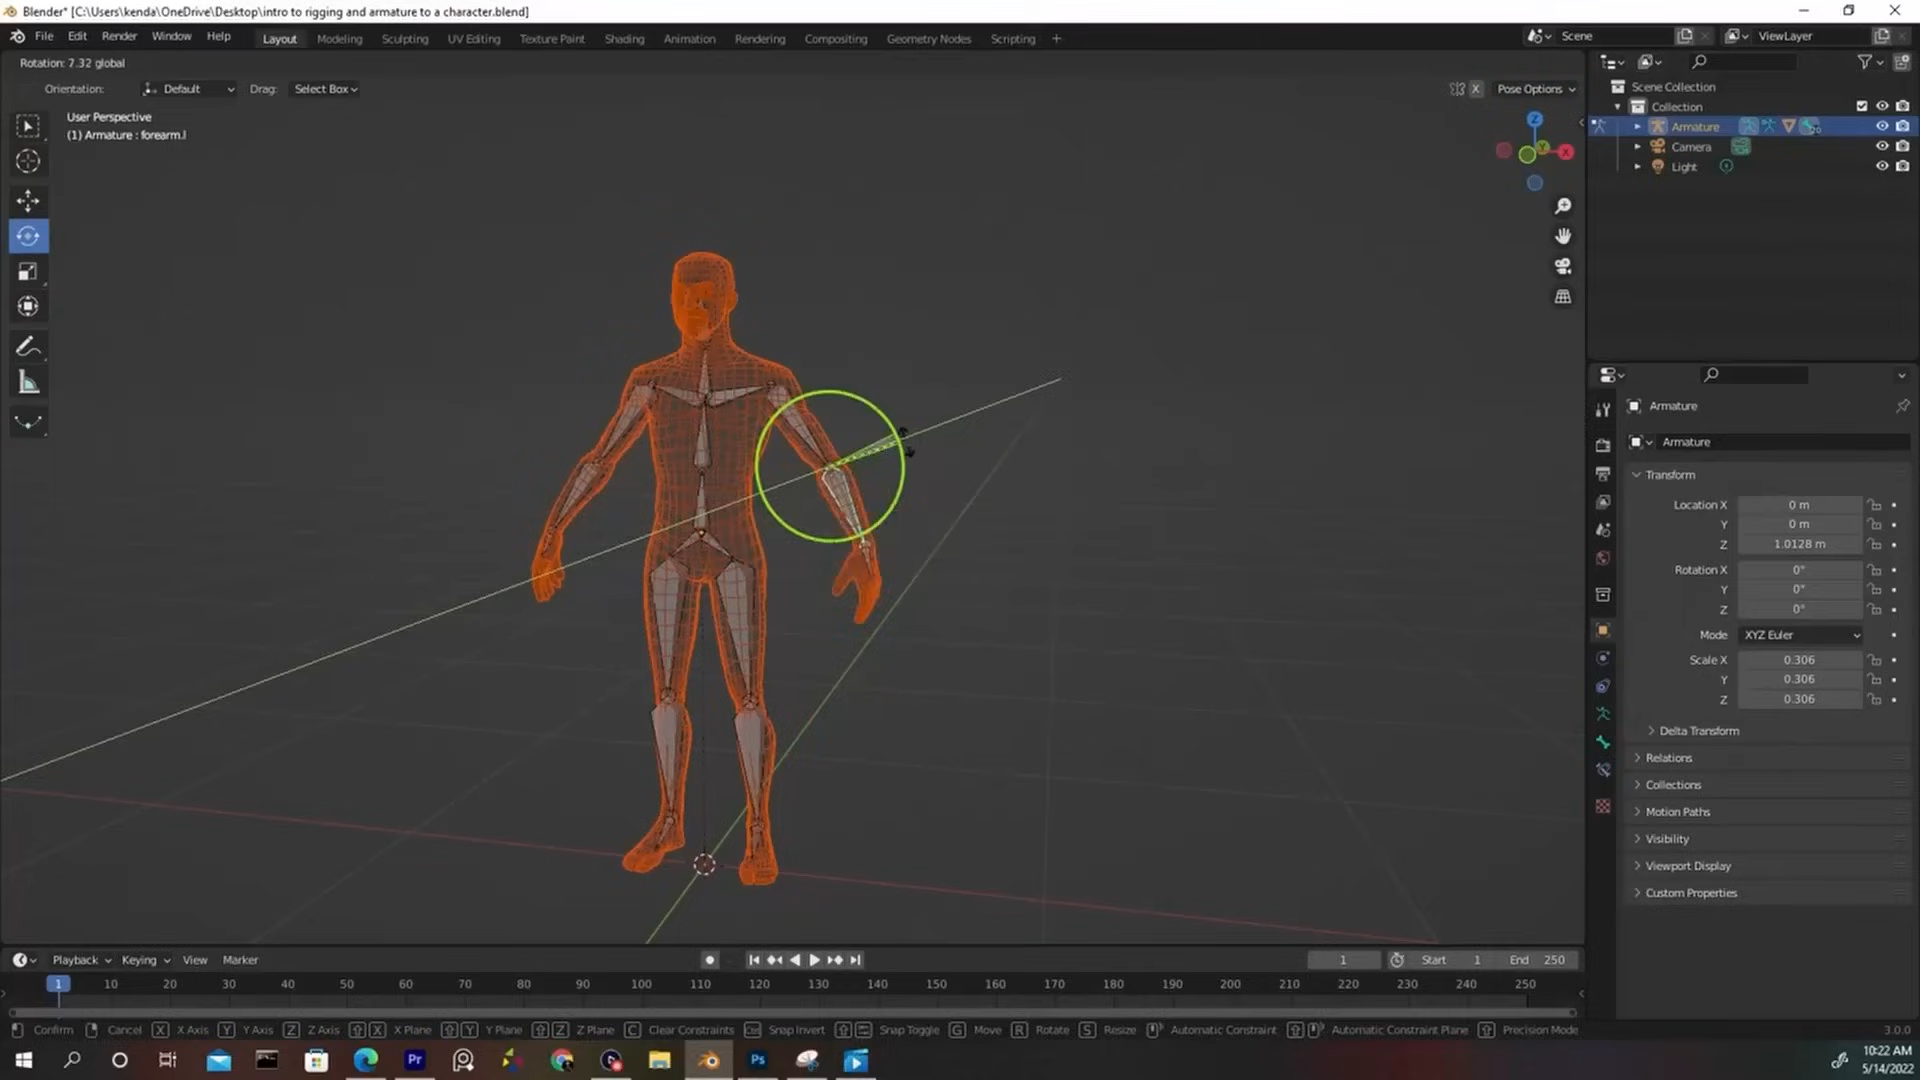 Blender* [C:\Users\kenda\OneDrive\Desktop\intro to rigging and armature to a character.blend]
File Edit Render Window Help Layout Modeling Sculpting UV Editing Texture Paint Shading Animation Rendering Compositing Geometry Nodes Scripting + Scene ViewLayer
Rotation: 7.32 global
Orientation: Default Drag: Select Box X Pose Options
User Perspective
(1) Armature : forearm.l
Z
X
Y
Scene Collection
Collection
Armature 20
Camera
Light
Armature
Armature
Transform
Location X 0 m
Y 0 m
Z 1.0128 m
Rotation X 0°
Y 0°
Z 0°
Mode XYZ Euler
Scale X 0.306
Y 0.306
Z 0.306
Delta Transform
Relations
Collections
Motion Paths
Visibility
Viewport Display
Custom Properties
Playback Keying View Marker 1 Start 1 End 250
1 10 20 30 40 50 60 70 80 90 100 110 120 130 140 150 160 170 180 190 200 210 220 230 240 250
Confirm Cancel X X Axis Y Y Axis Z Z Axis X X Plane Y Y Plane Z Z Plane C Clear Constraints Ctrl Snap Invert Snap Toggle G Move R Rotate S Resize Automatic Constraint Automatic Constraint Plane Precision Mode 3.0.0
Pr Ps
10:22 AM
5/14/2022